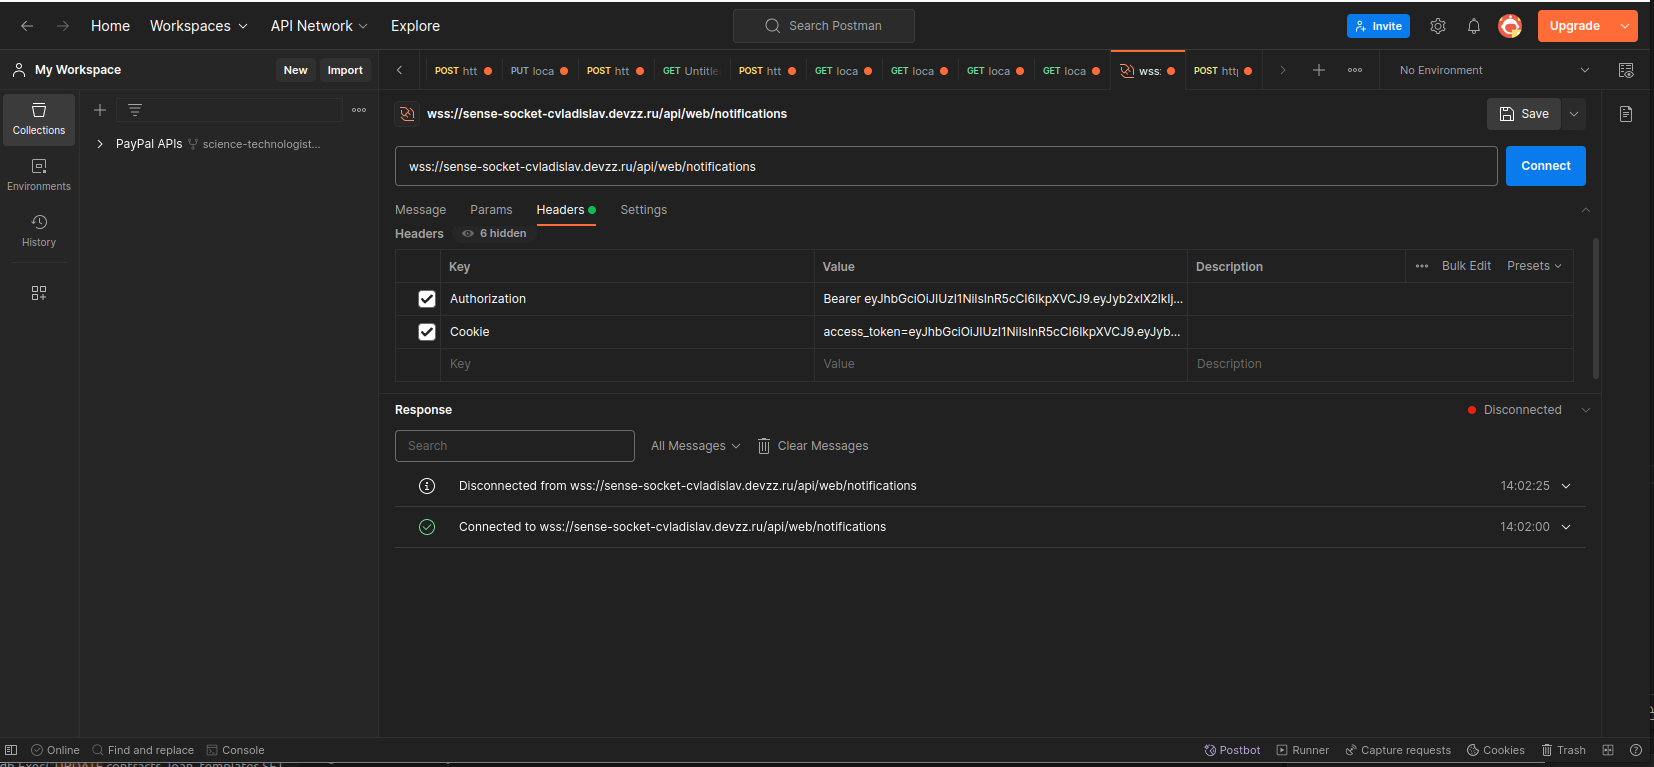 Home Workspaces API Network Explore Search Postman Invite Upgrade
My Workspace New Import POST htt PUT loca POST htt GET Untitle POST htt GET loca GET loca GET loca GET loca wss: POST http No Environment
Collections
Environments
History
PayPal APIs science-technologist...
wss://sense-socket-cvladislav.devzz.ru/api/web/notifications Save
wss://sense-socket-cvladislav.devzz.ru/api/web/notifications Connect
Message Params Headers Settings
Headers 6 hidden
Key Value Description Bulk Edit Presets
Authorization Bearer eyJhbGciOiJIUzI1NiIsInR5cCI6IkpXVCJ9.eyJyb2xlX2lkIj...
Cookie access_token=eyJhbGciOiJIUzI1NiIsInR5cCI6IkpXVCJ9.eyJyb...
Key Value Description
Response Disconnected
Search All Messages Clear Messages
Disconnected from wss://sense-socket-cvladislav.devzz.ru/api/web/notifications 14:02:25
Connected to wss://sense-socket-cvladislav.devzz.ru/api/web/notifications 14:02:00
Online Find and replace Console Postbot Runner Capture requests Cookies Trash